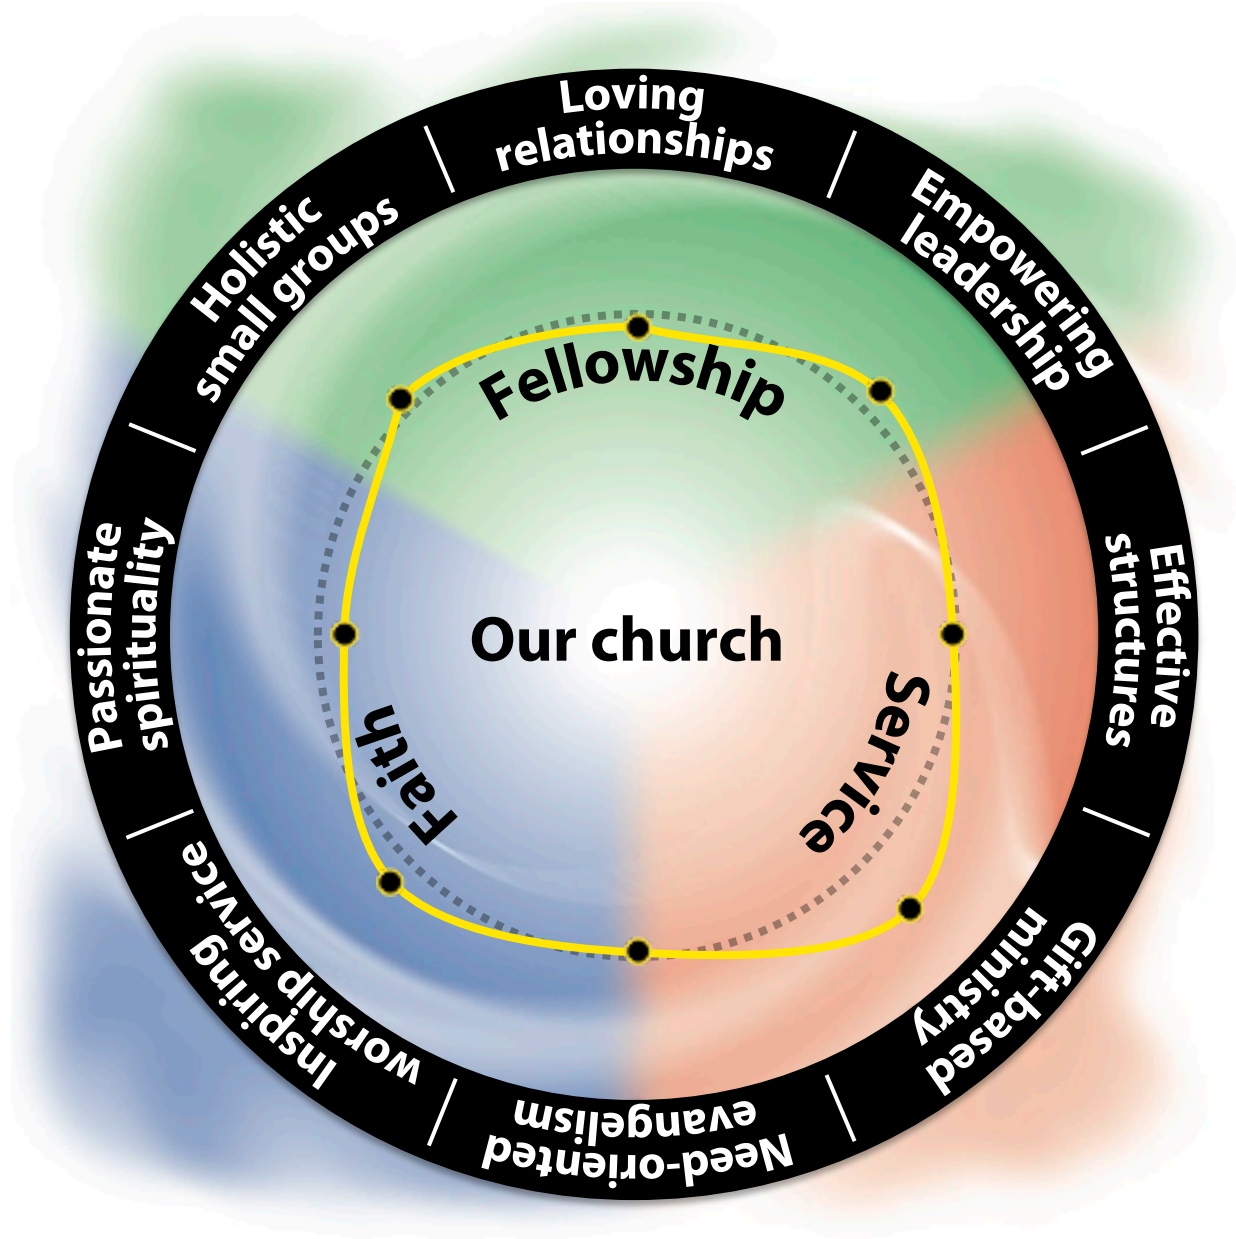 Loving
relationships
Empowering
leadership
Effective
structures
Gift-based
ministry
Need-oriented
evangelism
Inspiring
worship service
Passionate
spirituality
Holistic
small groups
Fellowship
Our church
Service
Faith